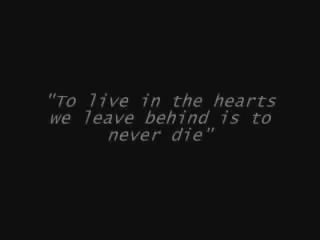 "To live in the hearts
we leave behind is to
never die"